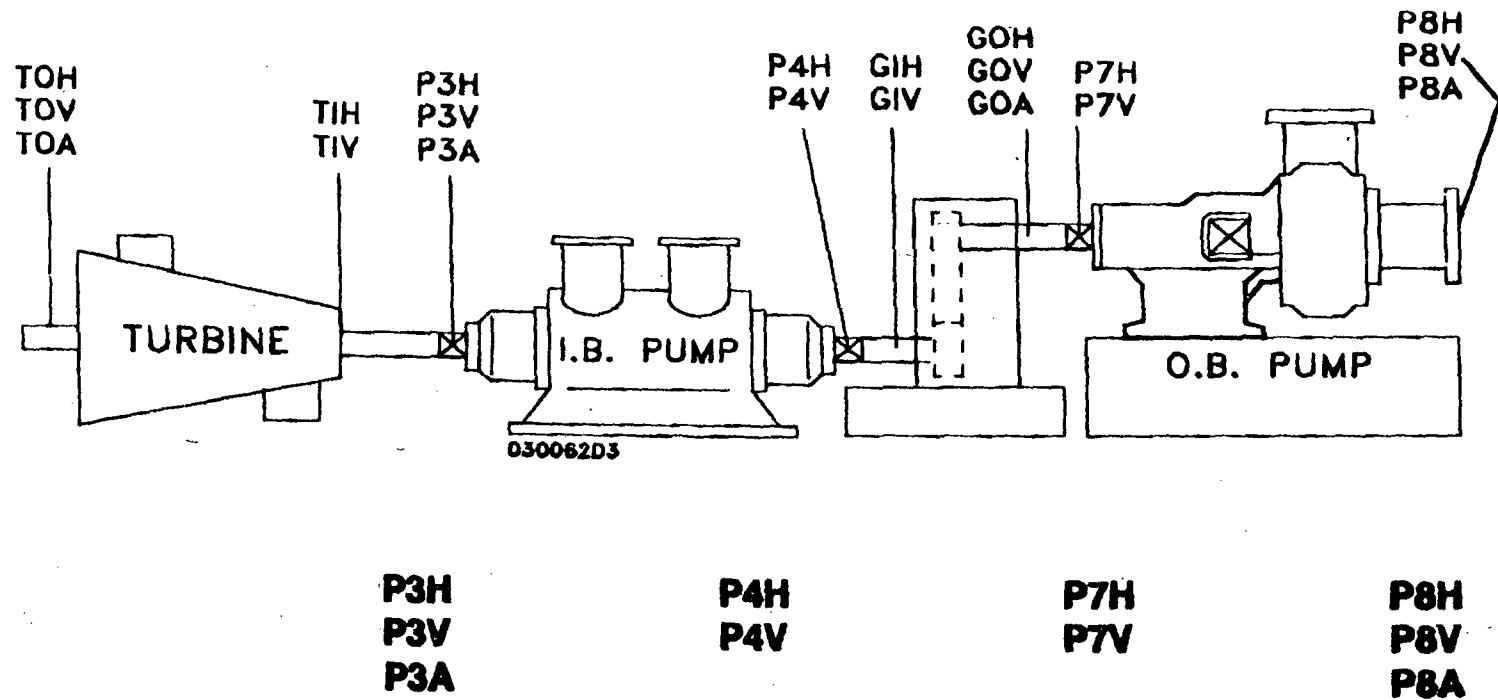 TOH
TOV
TOA
TIH
TIV
P3H
P3V
P3A
P4H
P4V
GIH
GIV
GOH
GOV
GOA
P7H
P7V
P8H
P8V
P8A
TURBINE
I.B. PUMP
O.B. PUMP
D30062D3
P3H
P3V
P3A
P4H
P4V
P7H
P7V
P8H
P8V
P8A